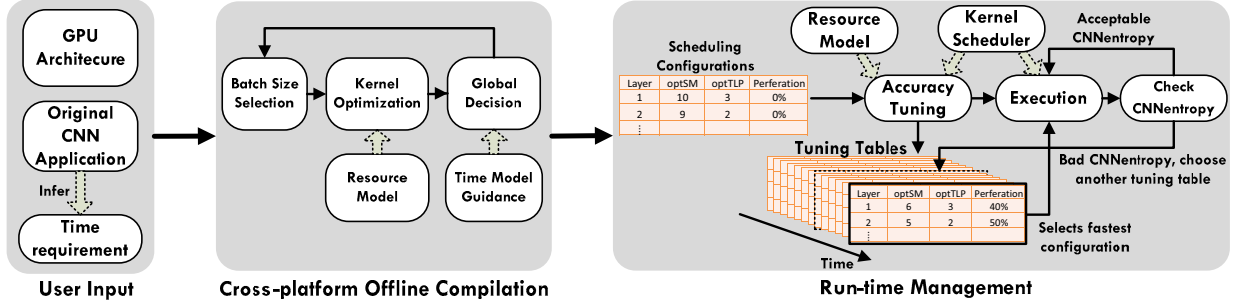 GPU
Architecure
Original
CNN
Application
Infer
Time
requirement
User Input
Batch Size
Selection
Kernel
Optimization
Global
Decision
Resource
Model
Time Model
Guidance
Cross-platform Offline Compilation
Scheduling
Configurations
Layer optSM optTLP Perferation
1 10 3 0%
2 9 2 0%
⋮
Resource
Model
Kernel
Scheduler
Acceptable
CNNentropy
Accuracy
Tuning
Execution
Check
CNNentropy
Tuning Tables
Bad CNNentropy, choose
another tuning table
Layer optSM optTLP Perferation
1 6 3 40%
2 5 2 50%
⋮
Selects fastest
configuration
Time
Run-time Management